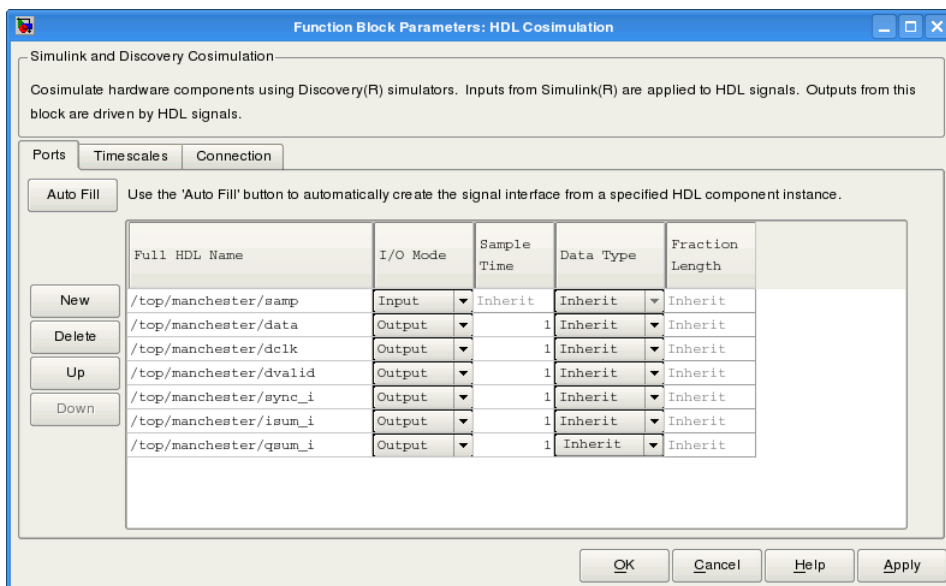 Function Block Parameters: HDL Cosimulation
Simulink and Discovery Cosimulation
Cosimulate hardware components using Discovery(R) simulators. Inputs from Simulink(R) are applied to HDL signals. Outputs from this
block are driven by HDL signals.
Ports Timescales Connection
Auto Fill Use the 'Auto Fill' button to automatically create the signal interface from a specified HDL component instance.
Full HDL Name I/O Mode Sample Time Data Type Fraction Length
New /top/manchester/samp Input Inherit Inherit Inherit
/top/manchester/data Output 1 Inherit Inherit
Delete /top/manchester/dclk Output 1 Inherit Inherit
Up /top/manchester/dvalid Output 1 Inherit Inherit
/top/manchester/sync_i Output 1 Inherit Inherit
Down /top/manchester/isum_i Output 1 Inherit Inherit
/top/manchester/qsum_i Output 1 Inherit Inherit
OK Cancel Help Apply